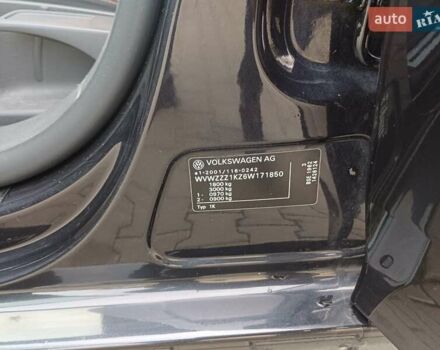 auto RIA
VOLKSWAGEN AG
e1-2001/116-0242
WVWZZZ1KZ6W171850
1800 kg
3000 kg
1 - 0970 kg
2 - 0900 kg
Typ 1K
3